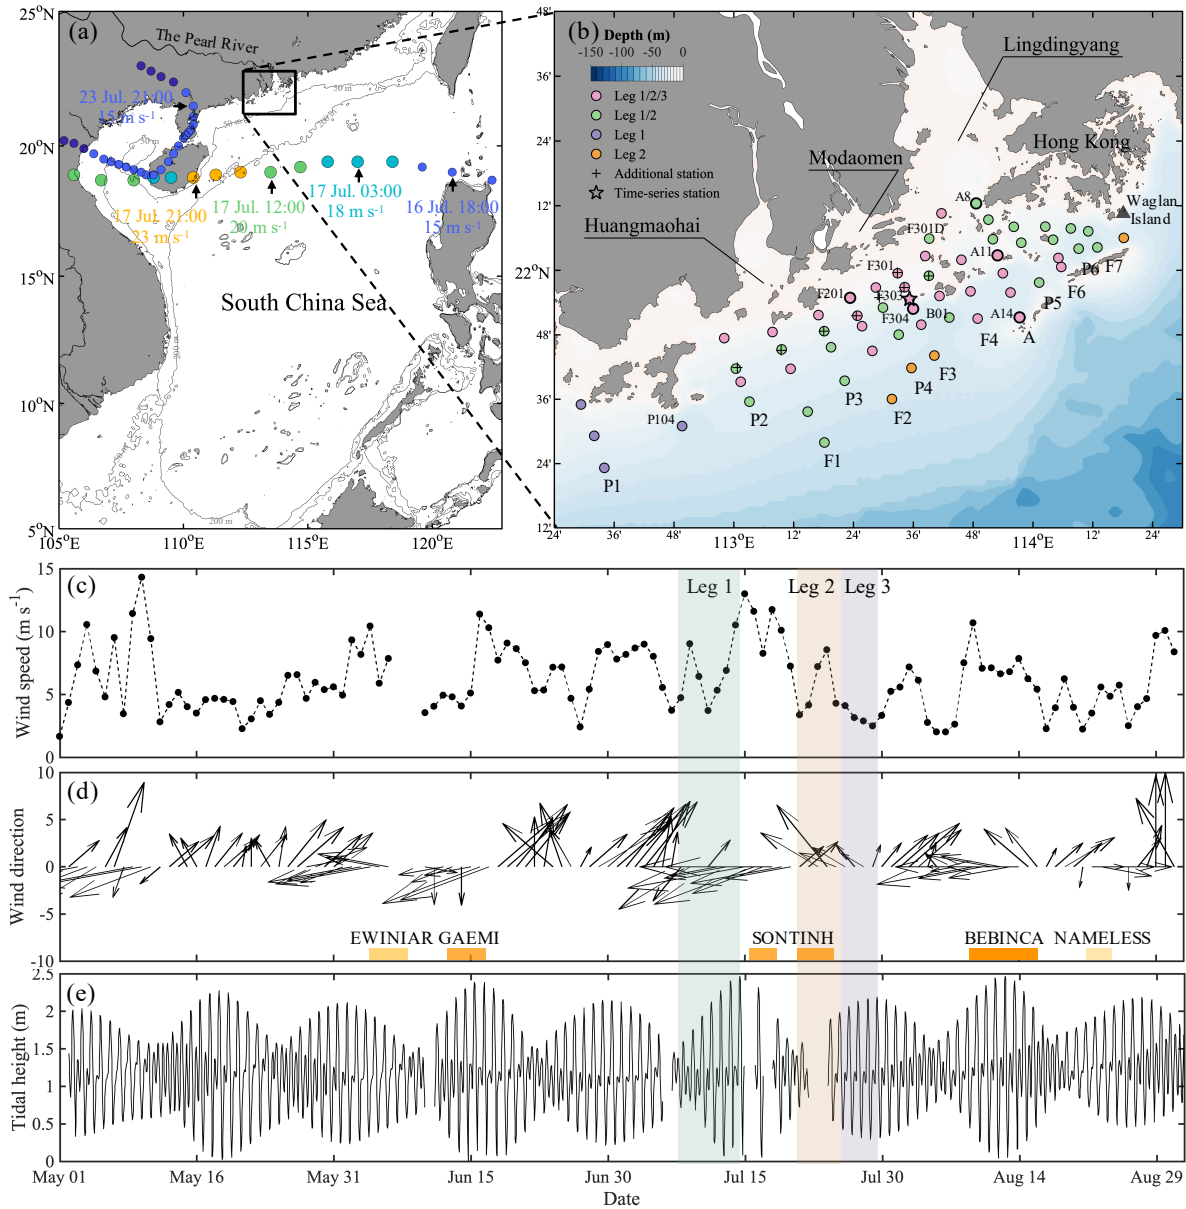 (a)
The Pearl River
25°N
20°N
15°N
10°N
5°N
105°E
110°E
115°E
120°E
23 Jul. 21:00
15 m s-1
17 Jul. 21:00
23 m s-1
17 Jul. 12:00
20 m s-1
17 Jul. 03:00
18 m s-1
16 Jul. 18:00
15 m s-1
South China Sea
50 m
50 m
200 m
200 m
(b)
Depth (m)
-150 -100 -50 0
Leg 1/2/3
Leg 1/2
Leg 1
Leg 2
Additional station
Time-series station
Lingdingyang
Hong Kong
Modaomen
Huangmaohai
Waglan
Island
A8
F301D
A11
F301
F201
F303
F304
B01
A14
A
P6
F7
F6
P5
F4
F3
P4
F2
P3
P2
F1
P104
P1
48'
36'
24'
12'
22°N
48'
36'
24'
12'
24'
36'
48'
113°E
12'
24'
36'
48'
114°E
12'
24'
(c)
Leg 1
Leg 2
Leg 3
Wind speed (m s-1)
15
10
5
0
(d)
Wind direction
10
5
0
-5
-10
EWINIAR
GAEMI
SONTINH
BEBINCA
NAMELESS
(e)
Tidal height (m)
2.5
2
1.5
1
0.5
0
May 01
May 16
May 31
Jun 15
Jun 30
Jul 15
Jul 30
Aug 14
Aug 29
Date